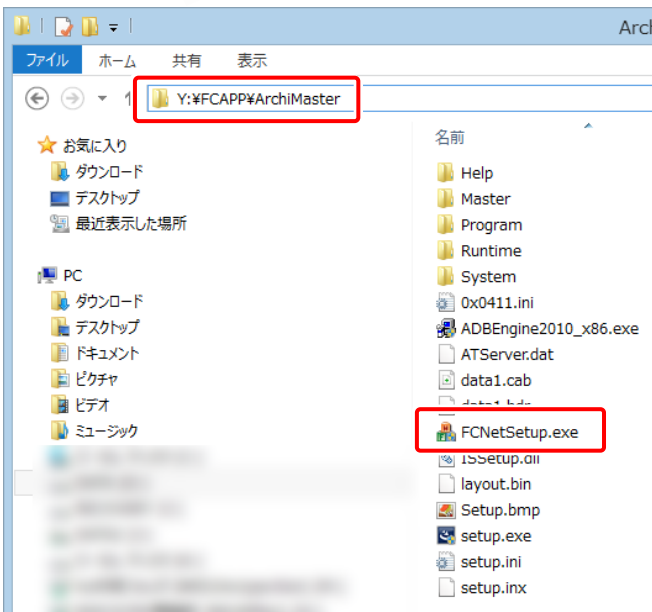 Arc
ファイル ホーム 共有 表示
Y:¥FCAPP¥ArchiMaster
お気に入り
ダウンロード
デスクトップ
最近表示した場所
PC
ダウンロード
デスクトップ
ドキュメント
ピクチャ
ビデオ
ミュージック
名前
Help
Master
Program
Runtime
System
0x0411.ini
ADBEngine2010_x86.exe
ATServer.dat
data1.cab
data1.hdr
FCNetSetup.exe
ISSetup.dll
layout.bin
Setup.bmp
setup.exe
setup.ini
setup.inx